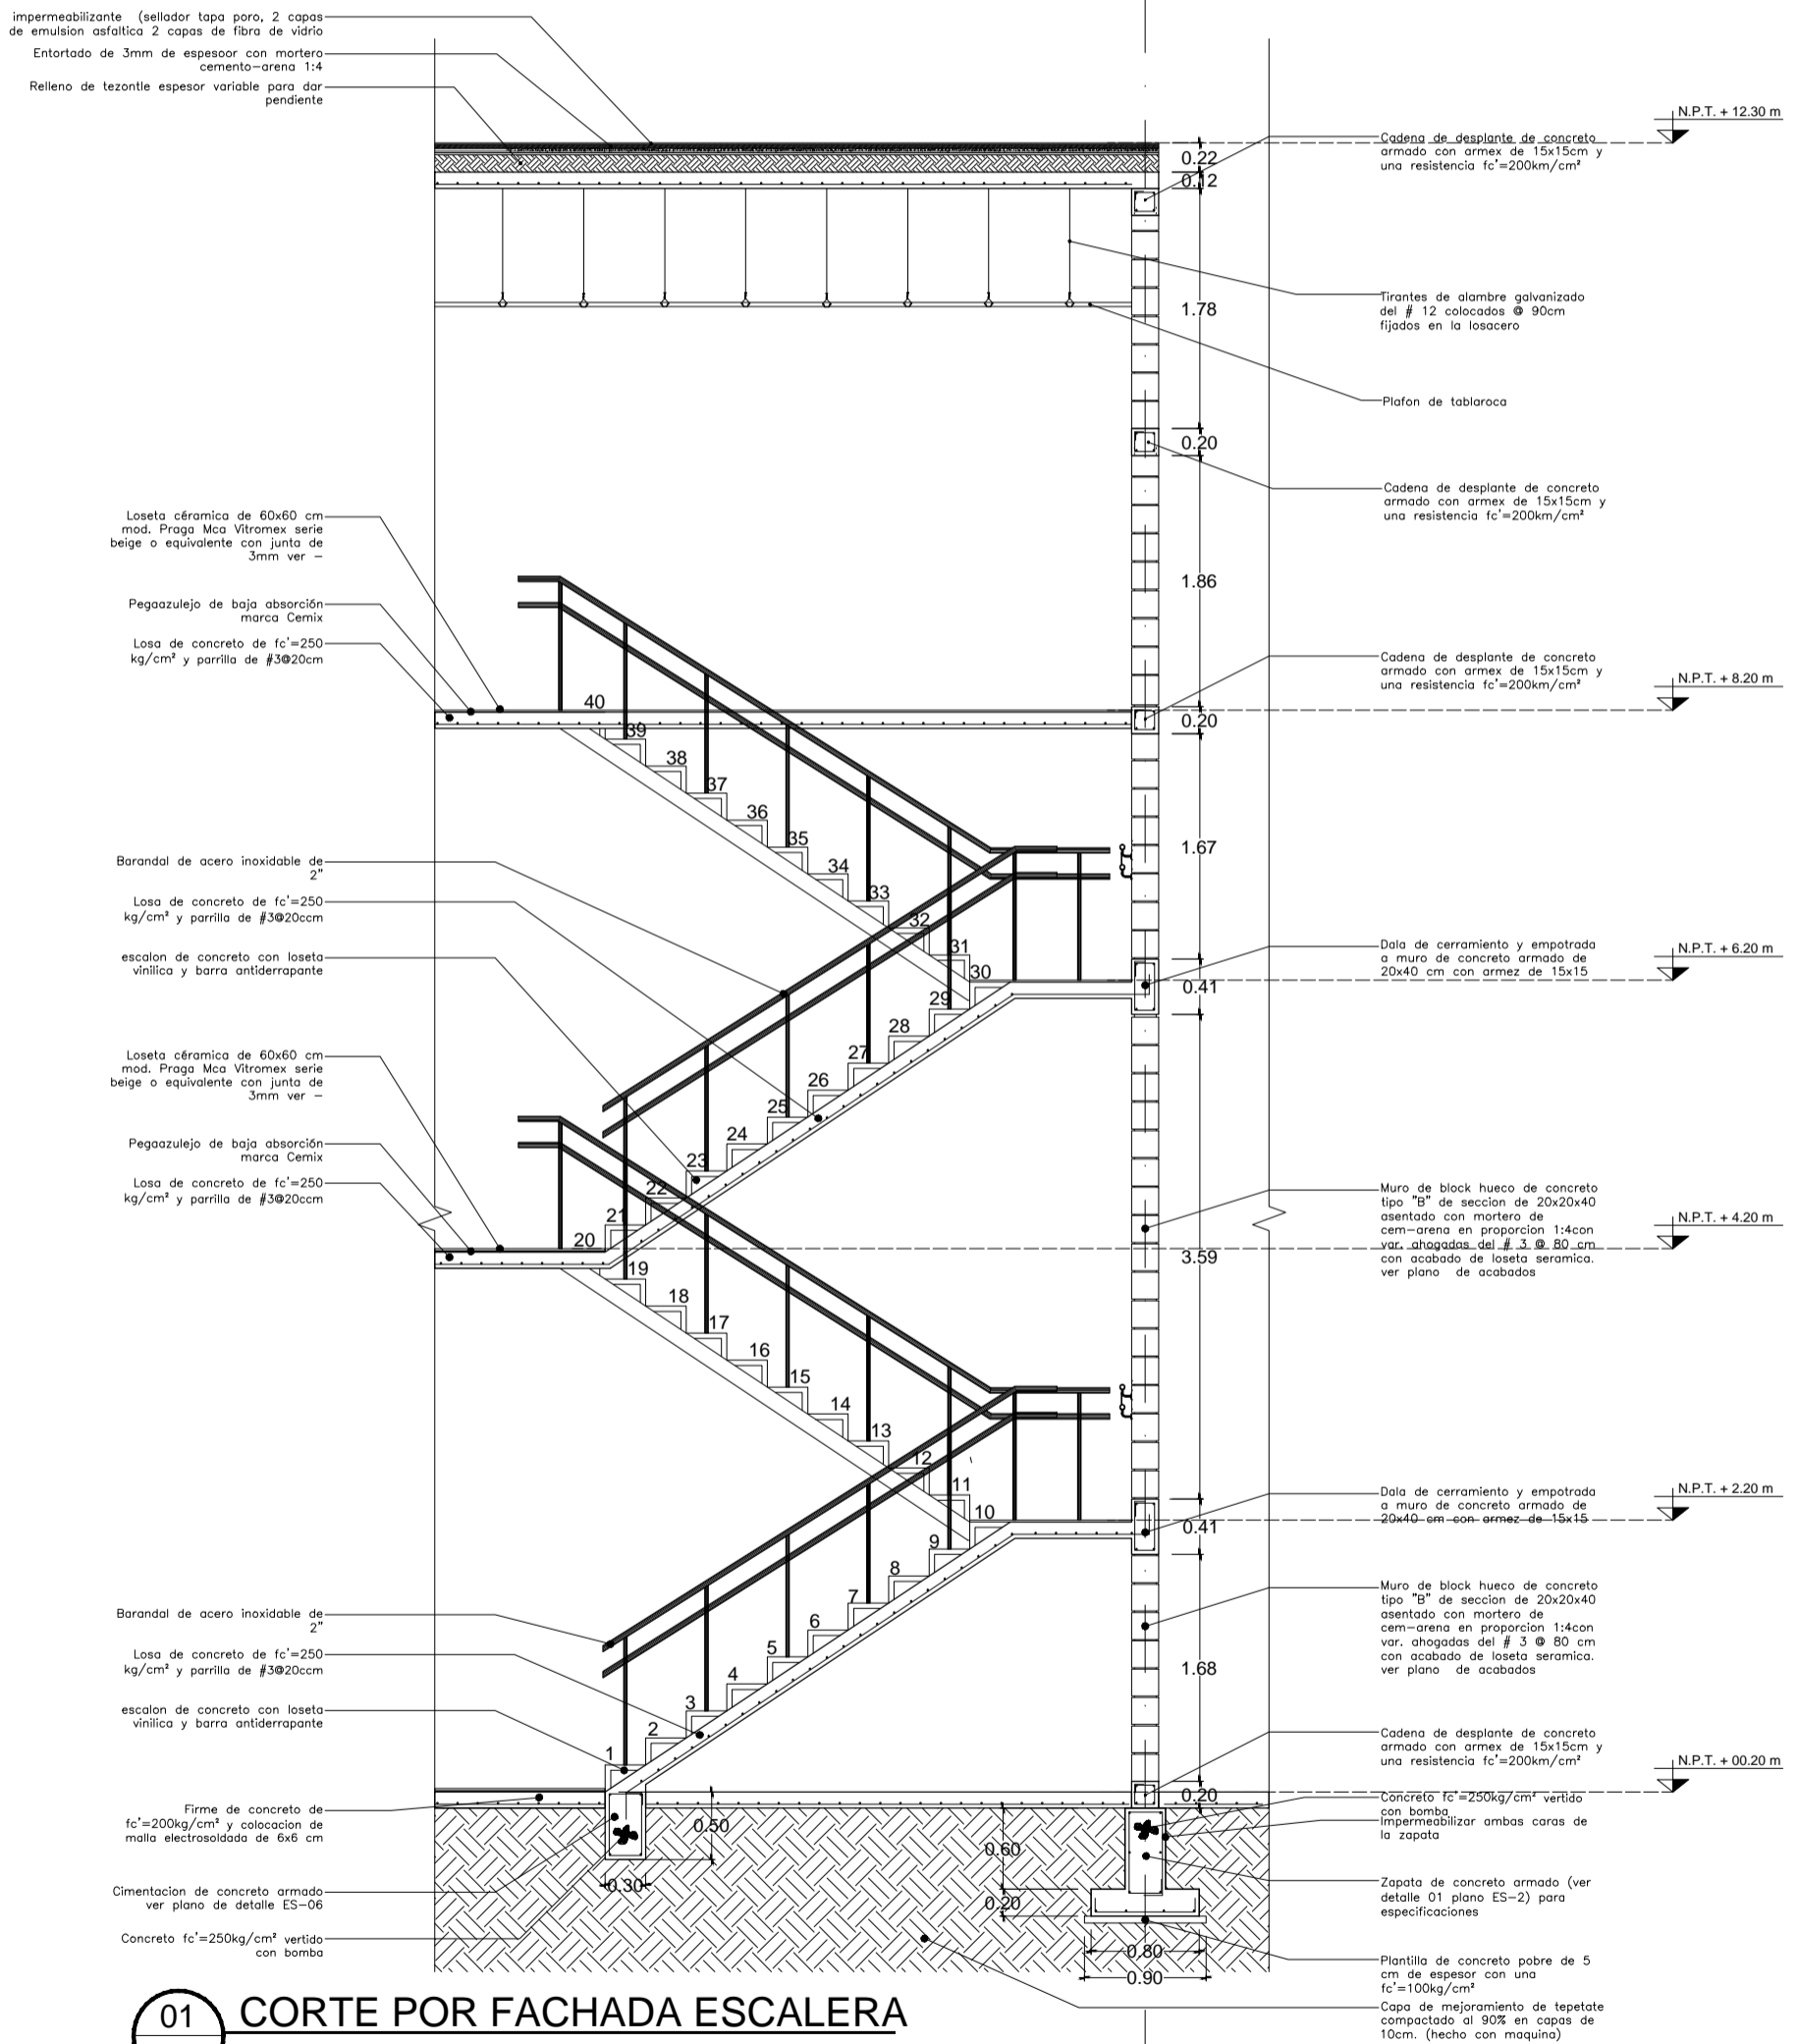 impermeabilizante (sellador tapa poro, 2 capas
de emulsion asfaltica 2 capas de fibra de vidrio
Entortado de 3mm de espesoor con mortero
cemento-arena 1:4
Relleno de tezontle espesor variable para dar
pendiente
Loseta céramica de 60x60 cm
mod. Praga Mca Vitromex serie
beige o equivalente con junta de
3mm ver -
Pegaazulejo de baja absorción
marca Cemix
Losa de concreto de fc'=250
kg/cm² y parrilla de #3@20cm
Barandal de acero inoxidable de
2"
Losa de concreto de fc'=250
kg/cm² y parrilla de #3@20ccm
escalon de concreto con loseta
vinilica y barra antiderrapante
Loseta céramica de 60x60 cm
mod. Praga Mca Vitromex serie
beige o equivalente con junta de
3mm ver -
Pegaazulejo de baja absorción
marca Cemix
Losa de concreto de fc'=250
kg/cm² y parrilla de #3@20ccm
Barandal de acero inoxidable de
2"
Losa de concreto de fc'=250
kg/cm² y parrilla de #3@20ccm
escalon de concreto con loseta
vinilica y barra antiderrapante
Firme de concreto de
fc'=200kg/cm² y colocacion de
malla electrosoldada de 6x6 cm
Cimentacion de concreto armado
ver plano de detalle ES-06
Concreto fc'=250kg/cm² vertido
con bomba
40
39
38
37
36
35
34
33
32
31
30
29
28
27
26
25
24
23
22
21
20
19
18
17
16
15
14
13
12
11
10
9
8
7
6
5
4
3
2
1
0.22
0.12
1.78
0.20
1.86
0.20
1.67
0.41
3.59
0.41
1.68
0.20
0.50
0.30
0.60
0.20
0.80
0.90
N.P.T. + 12.30 m
Cadena de desplante de concreto
armado con armex de 15x15cm y
una resistencia fc'=200km/cm²
Tirantes de alambre galvanizado
del # 12 colocados @ 90cm
fijados en la losacero
Plafon de tablaroca
Cadena de desplante de concreto
armado con armex de 15x15cm y
una resistencia fc'=200km/cm²
Cadena de desplante de concreto
armado con armex de 15x15cm y
una resistencia fc'=200km/cm²
N.P.T. + 8.20 m
Dala de cerramiento y empotrada
a muro de concreto armado de
20x40 cm con armez de 15x15
N.P.T. + 6.20 m
Muro de block hueco de concreto
tipo "B" de seccion de 20x20x40
asentado con mortero de
cem-arena en proporcion 1:4con
var. ahogadas del # 3 @ 80 cm
con acabado de loseta seramica.
ver plano de acabados
N.P.T. + 4.20 m
Dala de cerramiento y empotrada
a muro de concreto armado de
20x40 cm con armez de 15x15
N.P.T. + 2.20 m
Muro de block hueco de concreto
tipo "B" de seccion de 20x20x40
asentado con mortero de
cem-arena en proporcion 1:4con
var. ahogadas del # 3 @ 80 cm
con acabado de loseta seramica.
ver plano de acabados
Cadena de desplante de concreto
armado con armex de 15x15cm y
una resistencia fc'=200km/cm²
N.P.T. + 00.20 m
Concreto fc'=250kg/cm² vertido
con bomba
Impermeabilizar ambas caras de
la zapata
Zapata de concreto armado (ver
detalle 01 plano ES-2) para
especificaciones
Plantilla de concreto pobre de 5
cm de espesor con una
fc'=100kg/cm²
Capa de mejoramiento de tepetate
compactado al 90% en capas de
10cm. (hecho con maquina)
01
CORTE POR FACHADA ESCALERA